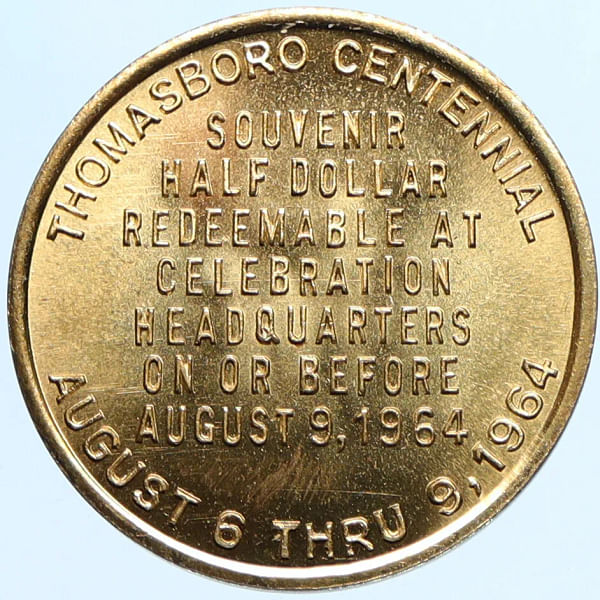 THOMASBORO CENTENNIAL
SOUVENIR
HALF DOLLAR
REDEEMABLE AT
CELEBRATION
HEADQUARTERS
ON OR BEFORE
AUGUST 9, 1964
AUGUST 6 THRU 9, 1964